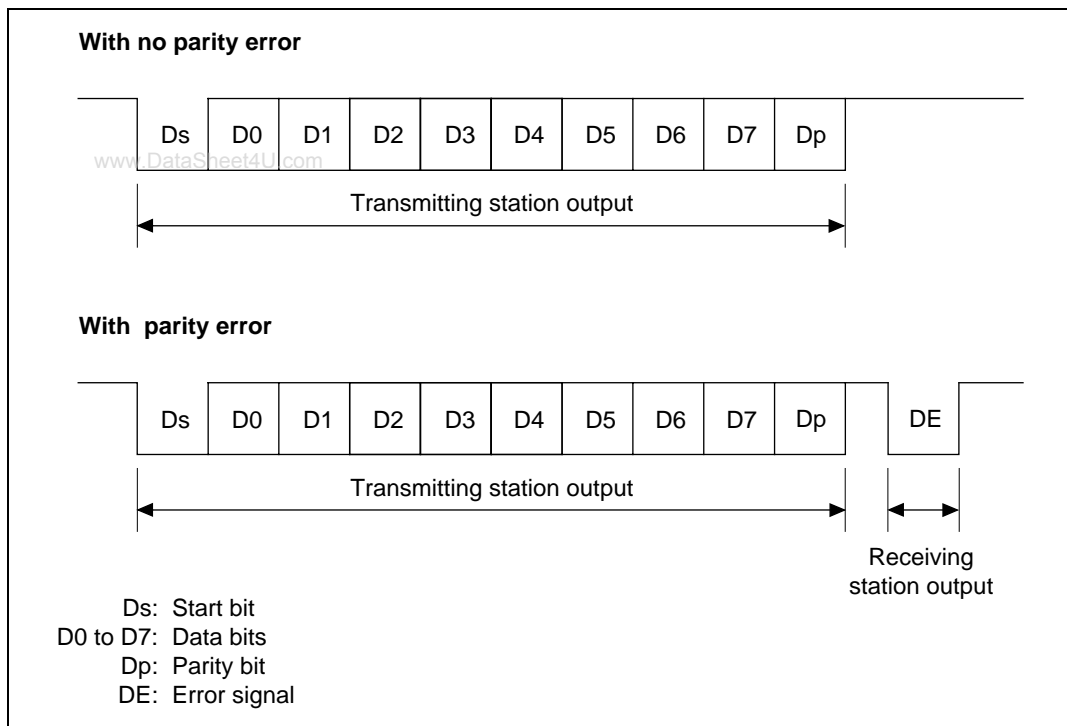 With no parity error
Ds D0 D1 D2 D3 D4 D5 D6 D7 Dp
www.DataSheet4U.com
Transmitting station output
With parity error
Ds D0 D1 D2 D3 D4 D5 D6 D7 Dp DE
Transmitting station output
Receiving
station output
Ds: Start bit
D0 to D7: Data bits
Dp: Parity bit
DE: Error signal